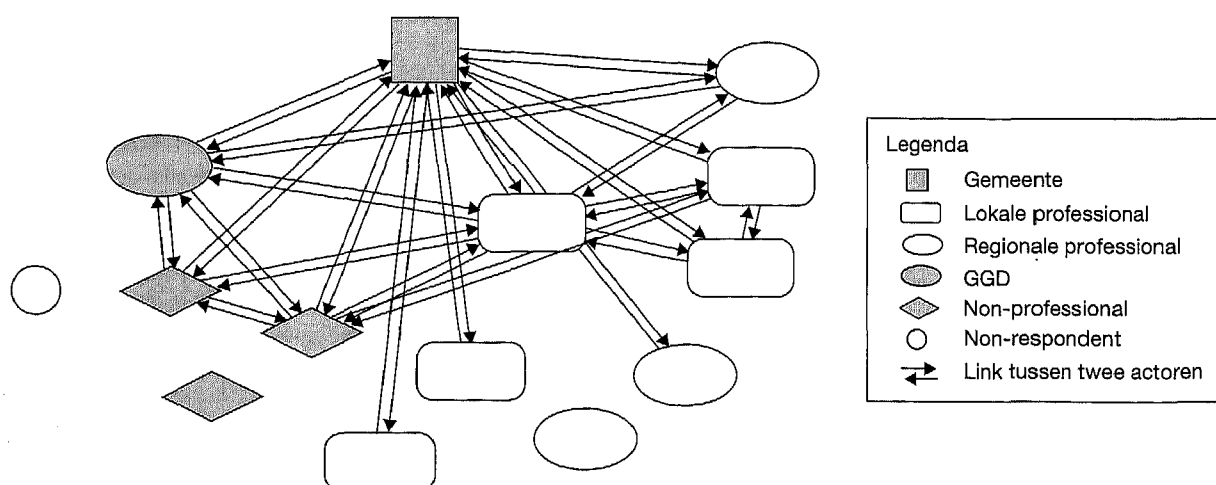 Legenda
Gemeente
Lokale professional
Regionale professional
GGD
Non-professional
Non-respondent
Link tussen twee actoren